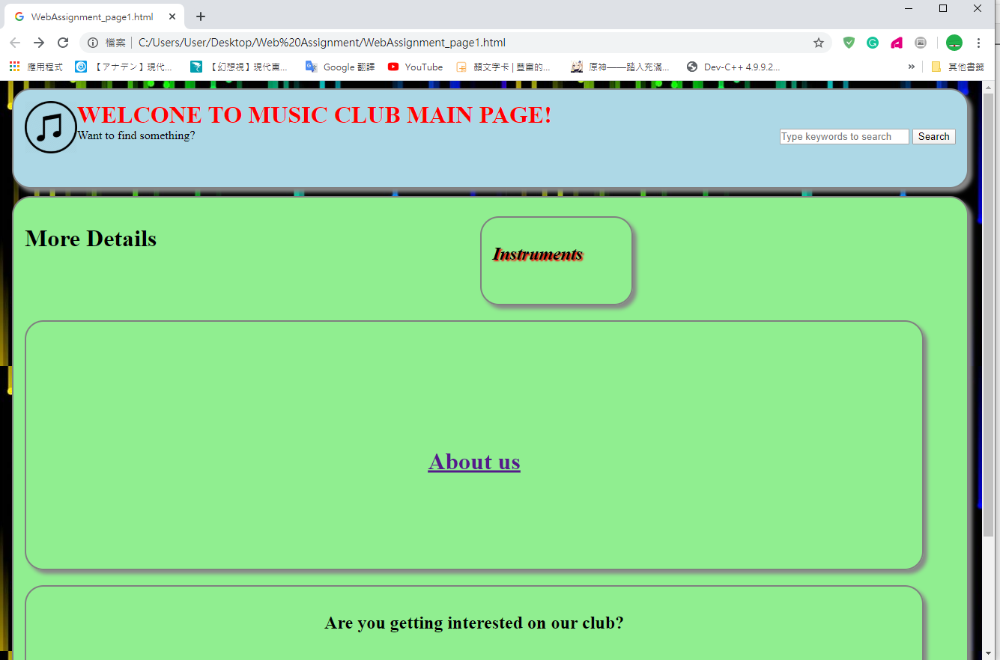 WebAssignment_page1.html
檔案 C:/Users/User/Desktop/Web%20Assignment/WebAssignment_page1.html
應用程式 【アナデン】現代... 【幻想視】現代東... Google 翻譯 YouTube 顏文字卡 | 豐富的... 原神——踏入充滿... Dev-C++ 4.9.9.2... » 其他書籤
WELCONE TO MUSIC CLUB MAIN PAGE!
Want to find something?
Type keywords to search Search
More Details
Instruments
About us
Are you getting interested on our club?